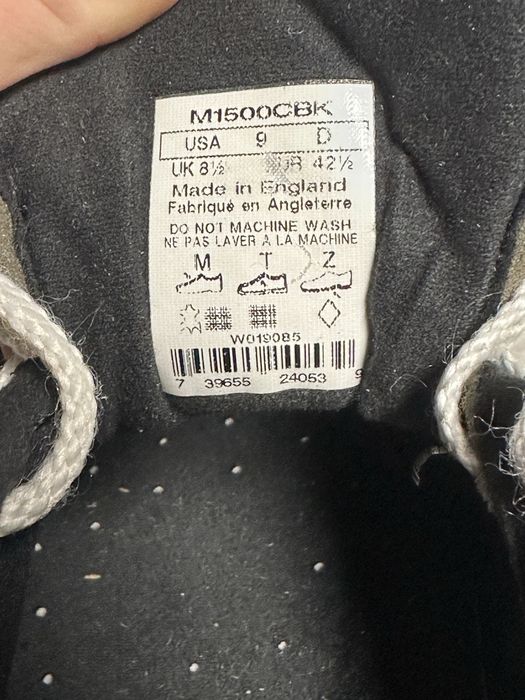 M1500CBK
USA 9 D
UK 8½ 42½
Made in England
Fabriqué en Angleterre
DO NOT MACHINE WASH
NE PAS LAVER A LA MACHINE
M T Z
W019085
7 39655 24053 9